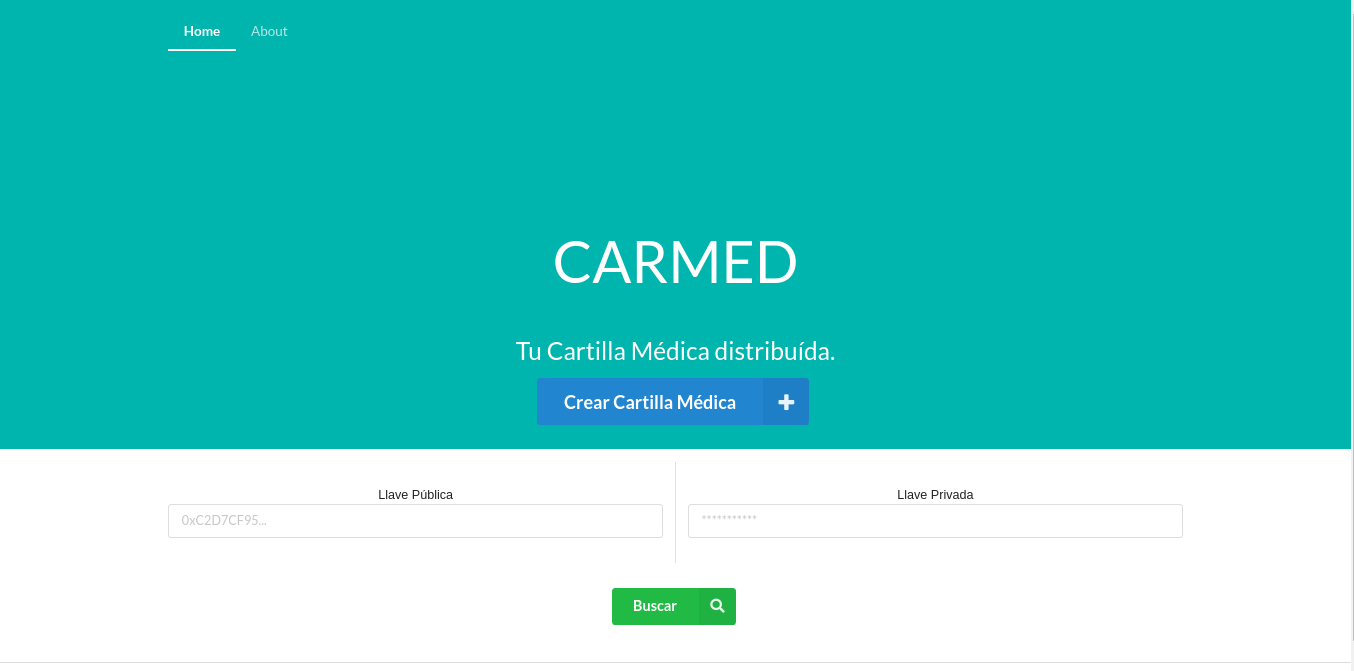 Home About
CARMED
Tu Cartilla Médica distribuída.
Crear Cartilla Médica
Llave Pública Llave Privada
0xC2D7CF95... ***********
Buscar